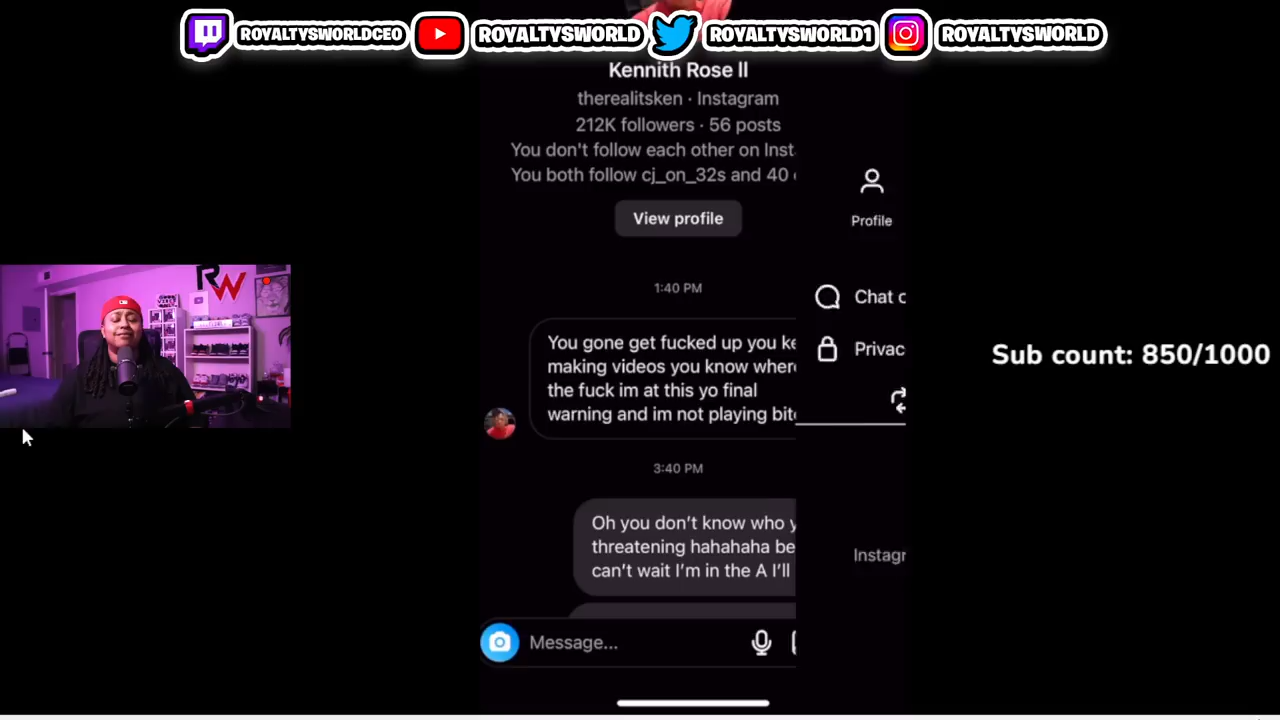 ROYALTYSWORLDCEO ROYALTYSWORLD ROYALTYSWORLD1 ROYALTYSWORLD
Kennith Rose II
therealitsken · Instagram
212K followers · 56 posts
You don't follow each other on Inst
You both follow cj_on_32s and 40
View profile
Profile
1:40 PM
Chat
You gone get fucked up you ke
making videos you know wher
the fuck im at this yo final
warning and im not playing bit
Privac
Sub count: 850/1000
3:40 PM
Oh you don't know who y
threatening hahahaha be
can't wait I'm in the A I'll
Instagr
Message...
RW